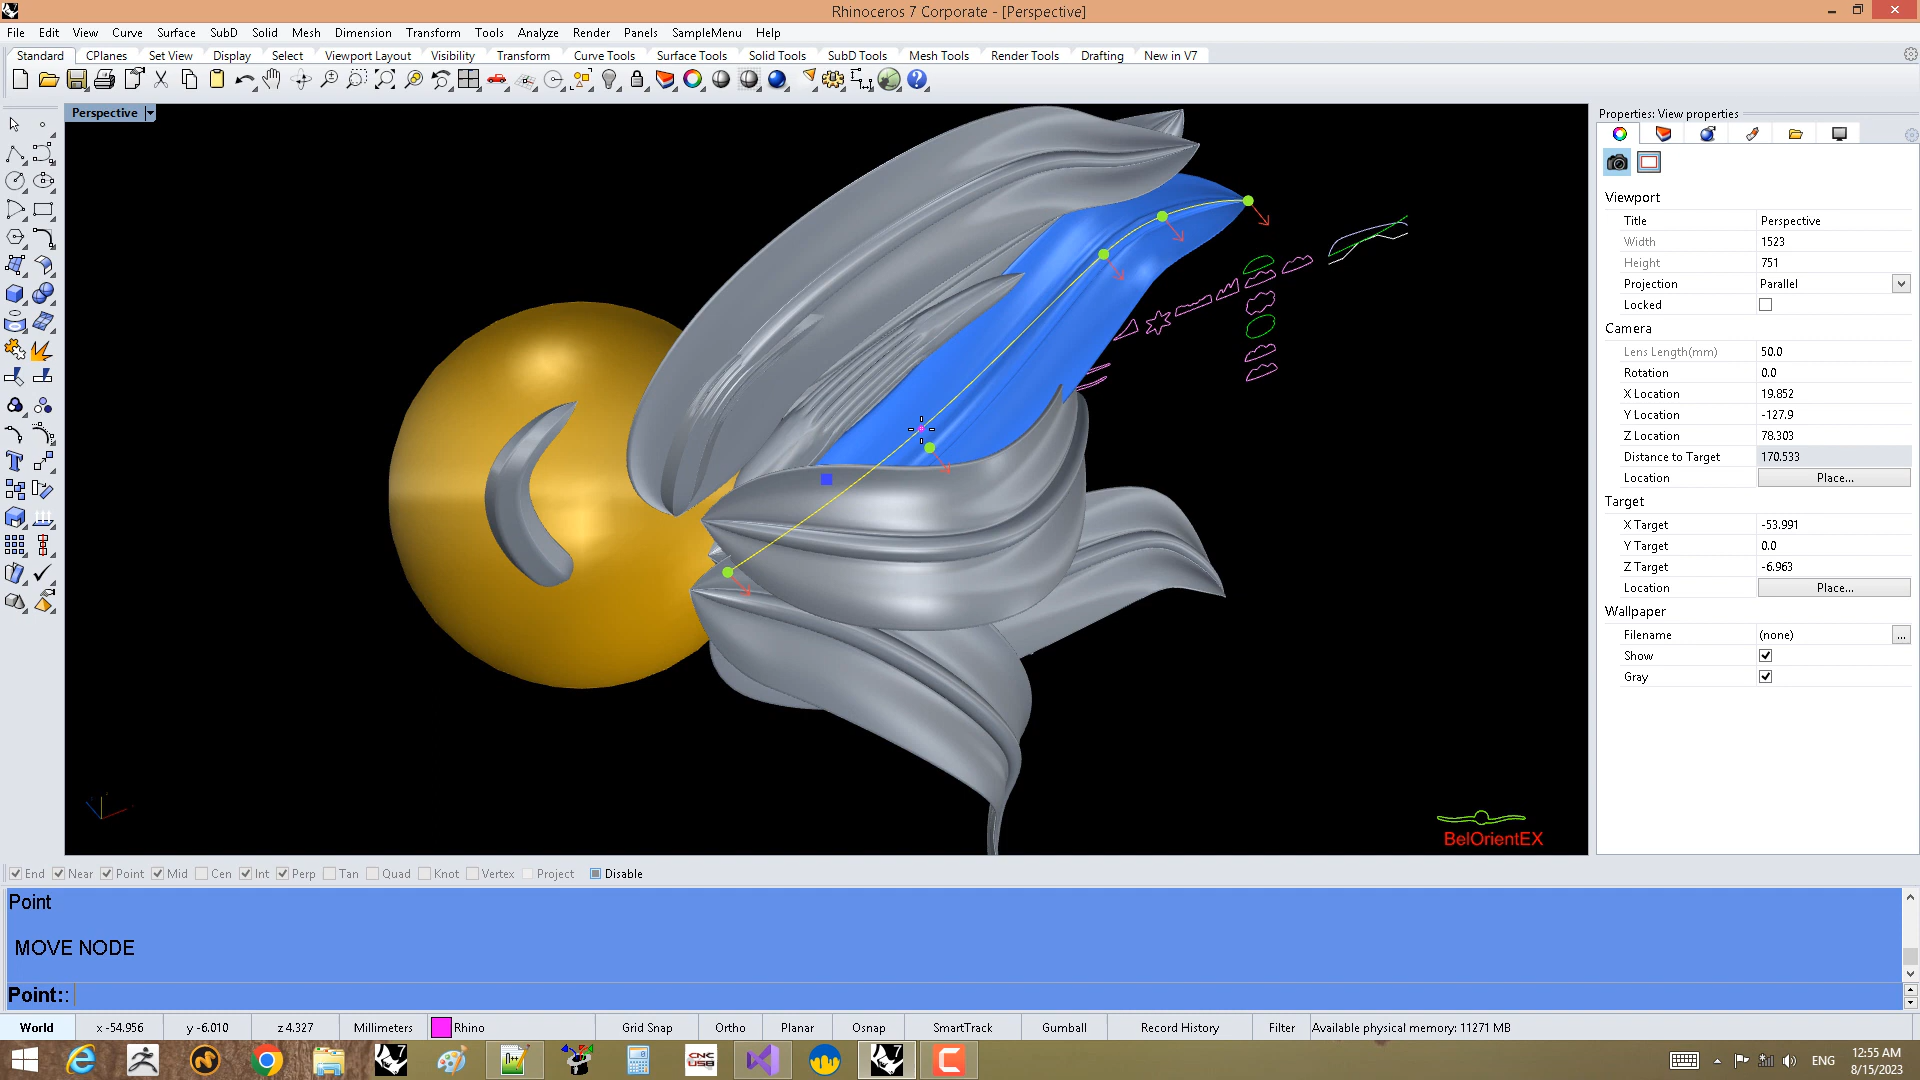 Rhinoceros 7 Corporate - [Perspective]
File Edit View Curve Surface SubD Solid Mesh Dimension Transform Tools Analyze Render Panels SampleMenu Help
Standard CPlanes Set View Display Select Viewport Layout Visibility Transform Curve Tools Surface Tools Solid Tools SubD Tools Mesh Tools Render Tools Drafting New in V7
Perspective
Properties: View properties
Viewport
Title Perspective
Width 1523
Height 751
Projection Parallel
Locked
Camera
Lens Length(mm) 50.0
Rotation 0.0
X Location 19.852
Y Location -127.9
Z Location 78.303
Distance to Target 170.533
Location Place...
Target
X Target -53.991
Y Target 0.0
Z Target -6.963
Location Place...
Wallpaper
Filename (none) ...
Show
Gray
BelOrientEX
End Near Point Mid Cen Int Perp Tan Quad Knot Vertex Project Disable
Point
MOVE NODE
Point::
World x -54.956 y -6.010 z 4.327 Millimeters Rhino Grid Snap Ortho Planar Osnap SmartTrack Gumball Record History Filter Available physical memory: 11271 MB
7 CNC USB 7 ENG 12:55 AM
8/15/2023